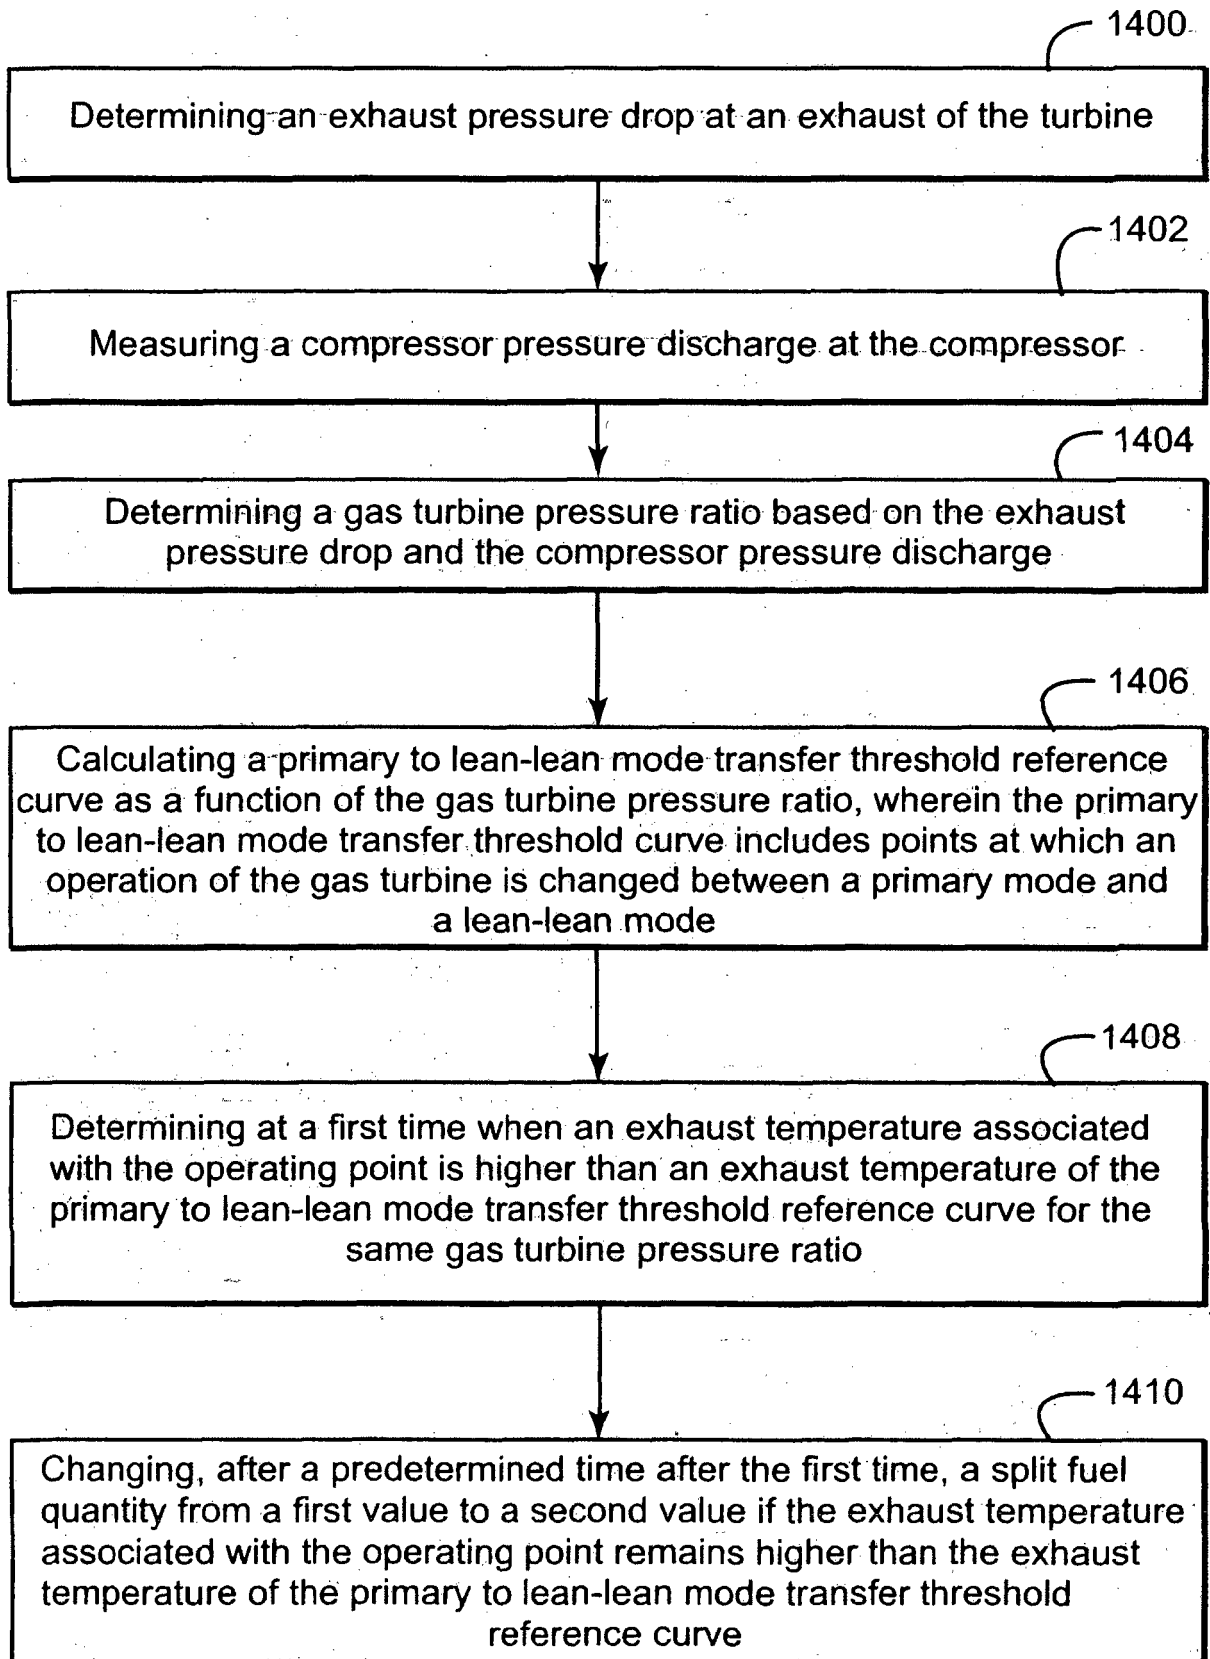 1400
Determining an exhaust pressure drop at an exhaust of the turbine
1402
Measuring a compressor pressure discharge at the compressor
1404
Determining a gas turbine pressure ratio based on the exhaust
pressure drop and the compressor pressure discharge
1406
Calculating a primary to lean-lean mode transfer threshold reference
curve as a function of the gas turbine pressure ratio, wherein the primary
to lean-lean mode transfer threshold curve includes points at which an
operation of the gas turbine is changed between a primary mode and
a lean-lean mode
1408
Determining at a first time when an exhaust temperature associated
with the operating point is higher than an exhaust temperature of the
primary to lean-lean mode transfer threshold reference curve for the
same gas turbine pressure ratio
1410
Changing, after a predetermined time after the first time, a split fuel
quantity from a first value to a second value if the exhaust temperature
associated with the operating point remains higher than the exhaust
temperature of the primary to lean-lean mode transfer threshold
reference curve